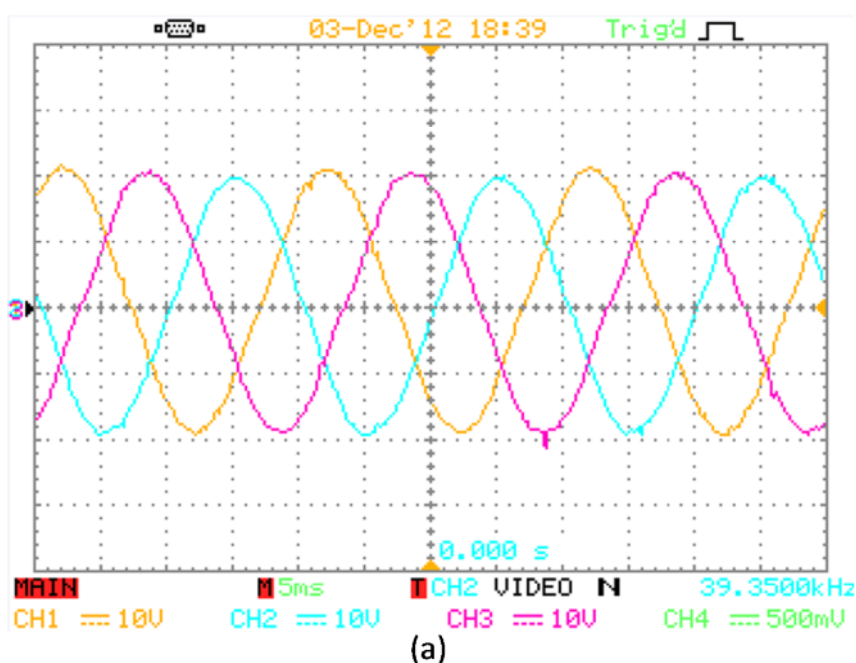 03-Dec'12 18:39 Trig'd
3
0.000 s
MAIN M 5ms T CH2 VIDEO N 39.3500kHz
CH1 10V CH2 10V CH3 10V CH4 500mV
(a)